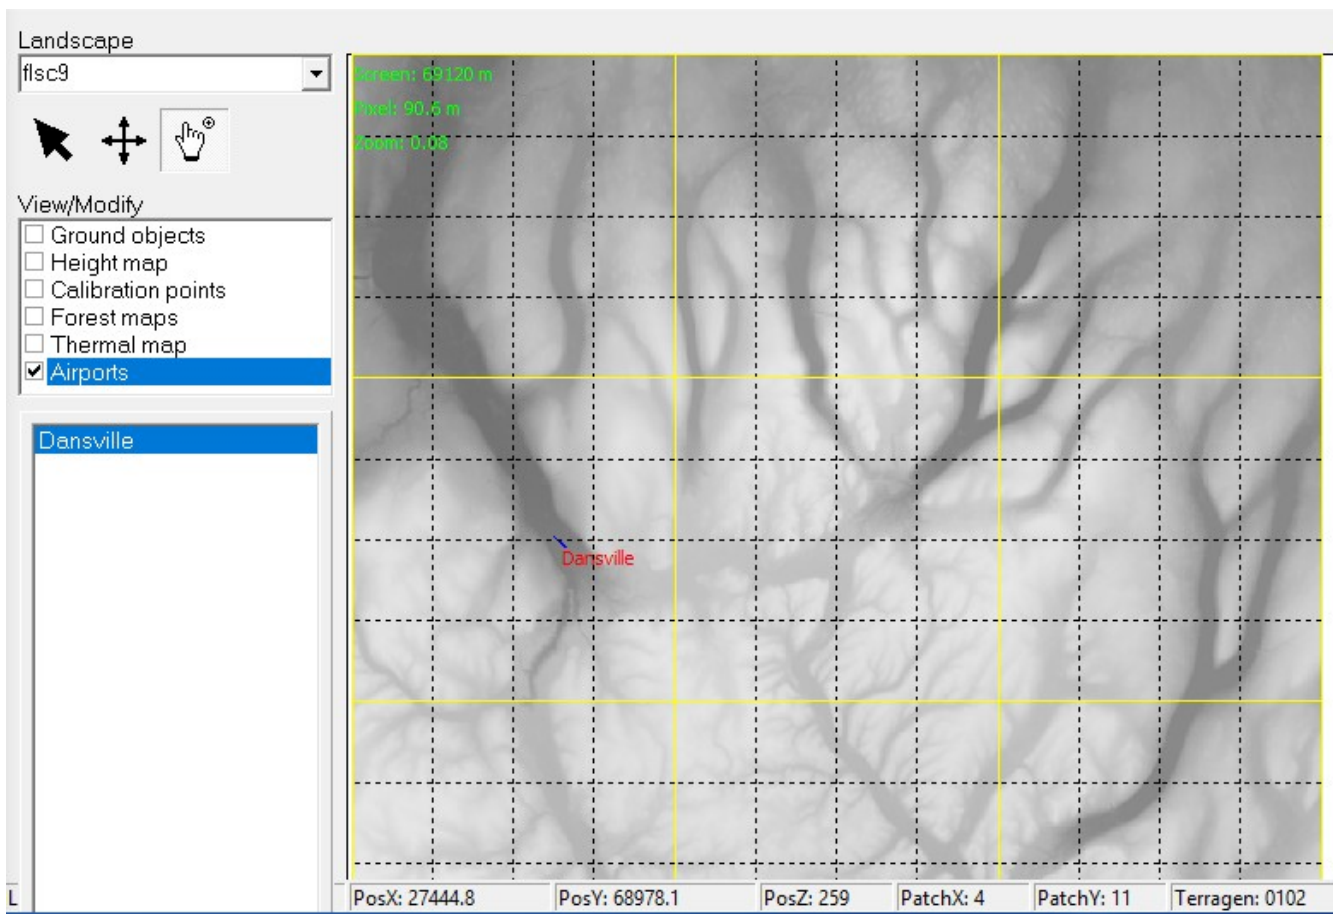 Landscape
flsc9
View/Modify
Ground objects
Height map
Calibration points
Forest maps
Thermal map
Airports
Dansville
Screen: 69120 m
Pixel: 90.6 m
Zoom: 0.08
Dansville
L
PosX: 27444.8
PosY: 68978.1
PosZ: 259
PatchX: 4
PatchY: 11
Terragen: 0102